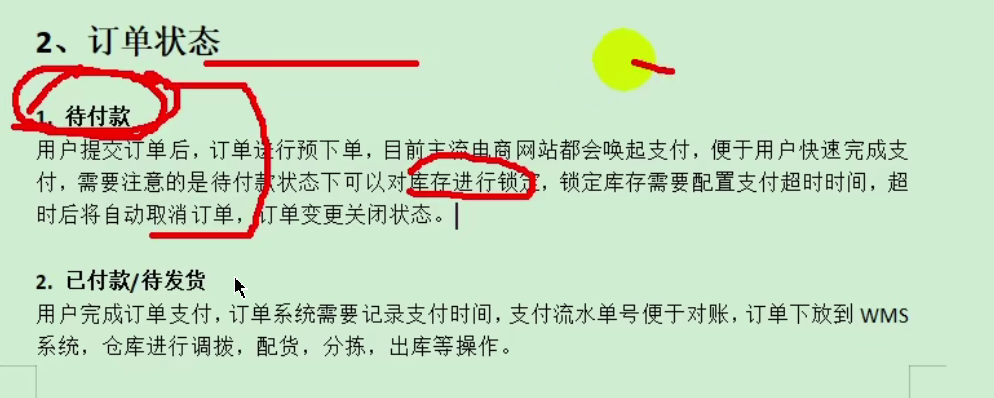 2、订单状态
1. 待付款
用户提交订单后，订单进行预下单，目前主流电商网站都会唤起支付，便于用户快速完成支
付，需要注意的是待付款状态下可以对库存进行锁定，锁定库存需要配置支付超时时间，超
时后将自动取消订单，订单变更关闭状态。
2. 已付款/待发货
用户完成订单支付，订单系统需要记录支付时间，支付流水单号便于对账，订单下放到 WMS
系统，仓库进行调拨，配货，分拣，出库等操作。